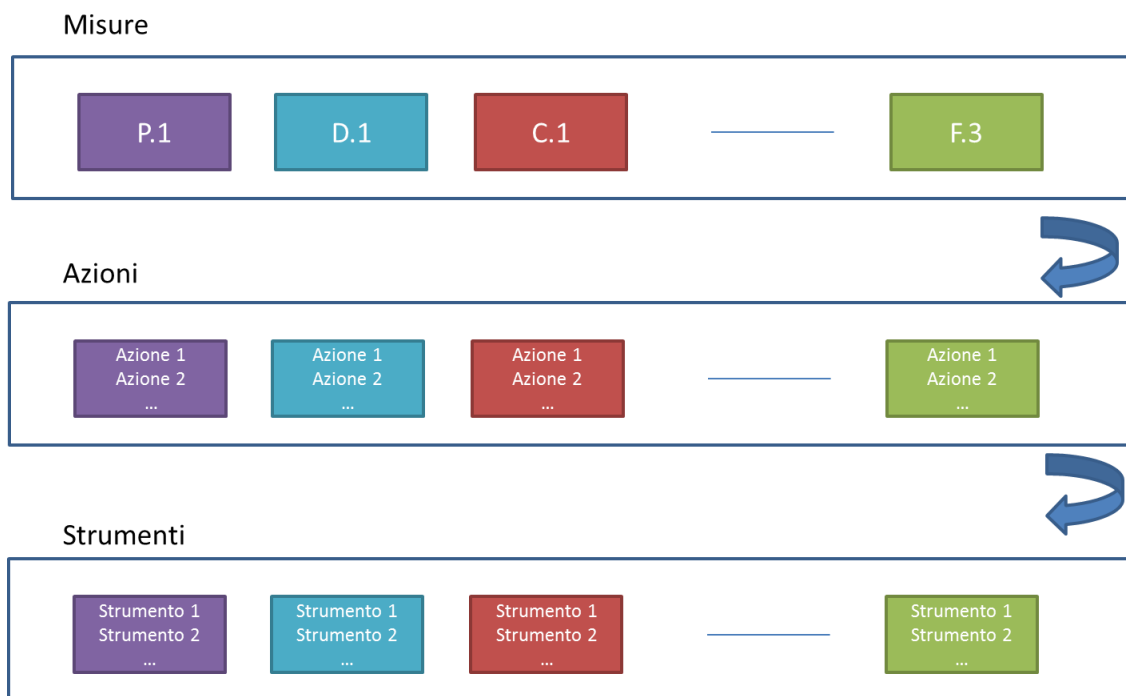 Misure
P.1
D.1
C.1
F.3
Azioni
Azione 1
Azione 2
...
Azione 1
Azione 2
...
Azione 1
Azione 2
...
Azione 1
Azione 2
...
Strumenti
Strumento 1
Strumento 2
...
Strumento 1
Strumento 2
...
Strumento 1
Strumento 2
...
Strumento 1
Strumento 2
...